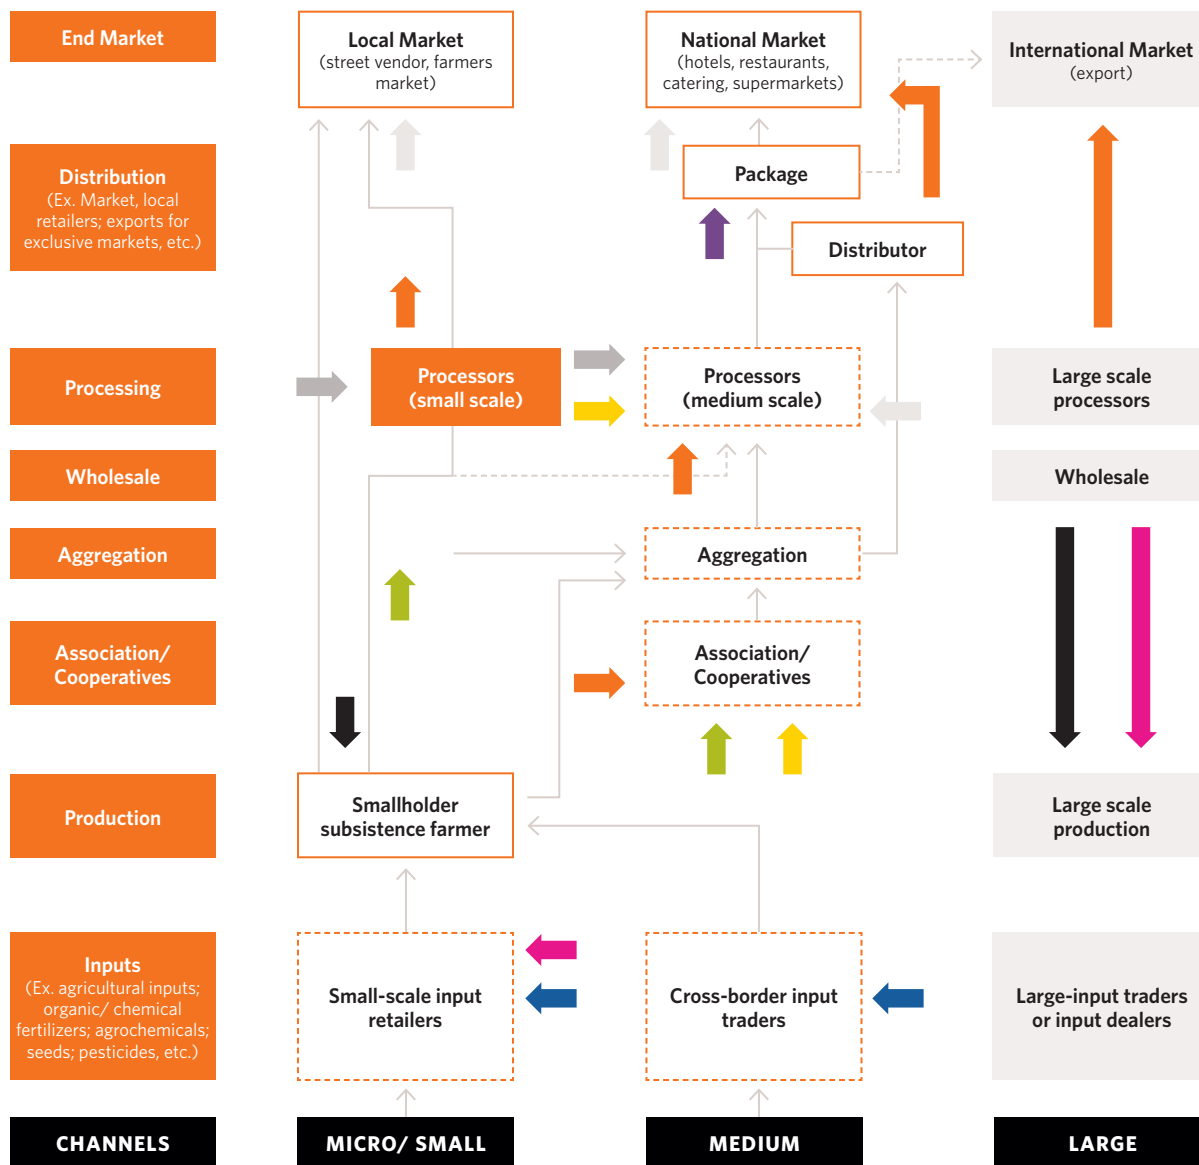 End Market
Local Market
(street vendor, farmers
market)
National Market
(hotels, restaurants,
catering, supermarkets)
International Market
(export)
Distribution
(Ex. Market, local
retailers; exports for
exclusive markets, etc.)
Package
Distributor
Processing
Processors
(small scale)
Processors
(medium scale)
Large scale
processors
Wholesale
Wholesale
Aggregation
Aggregation
Association/
Cooperatives
Association/
Cooperatives
Production
Smallholder
subsistence farmer
Large scale
production
Inputs
(Ex. agricultural inputs;
organic/ chemical
fertilizers; agrochemicals;
seeds; pesticides, etc.)
Small-scale input
retailers
Cross-border input
traders
Large-input traders
or input dealers
CHANNELS
MICRO/ SMALL
MEDIUM
LARGE